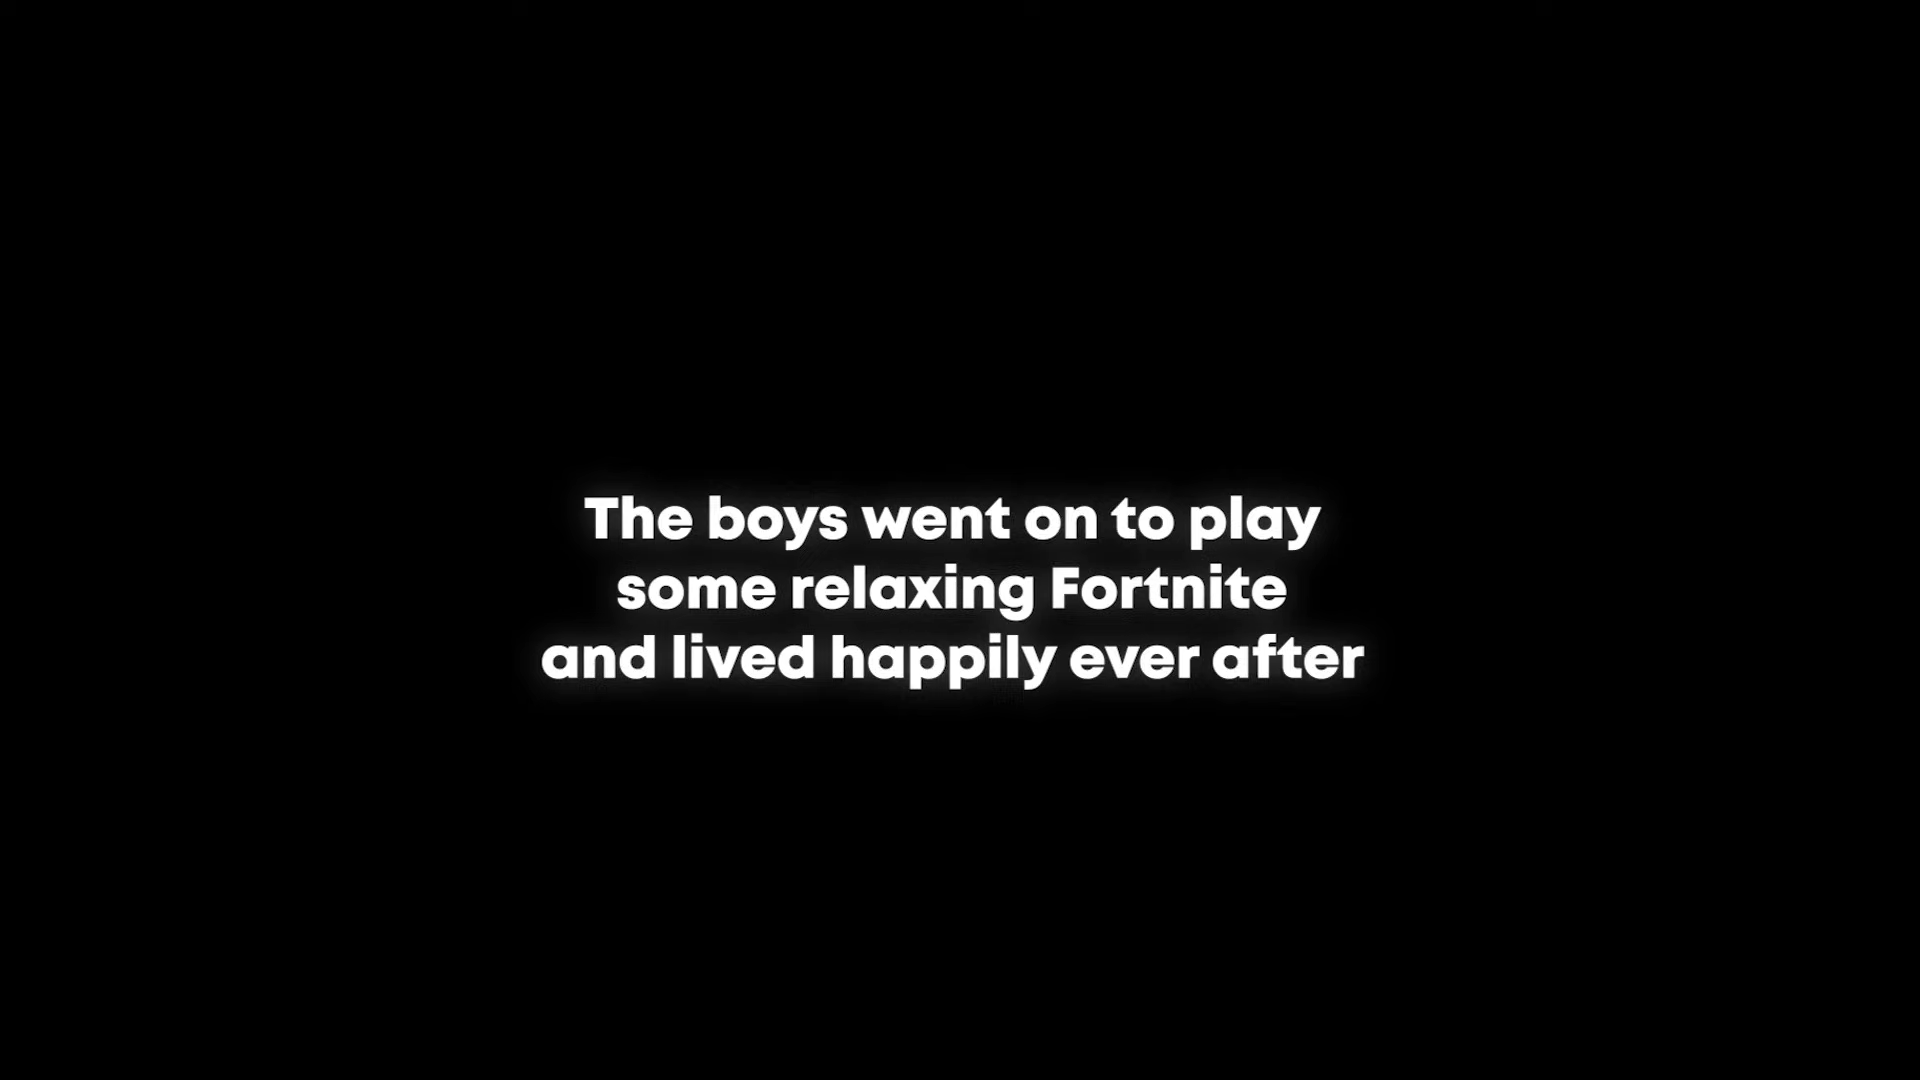 The boys went on to play
some relaxing Fortnite
and lived happily ever after